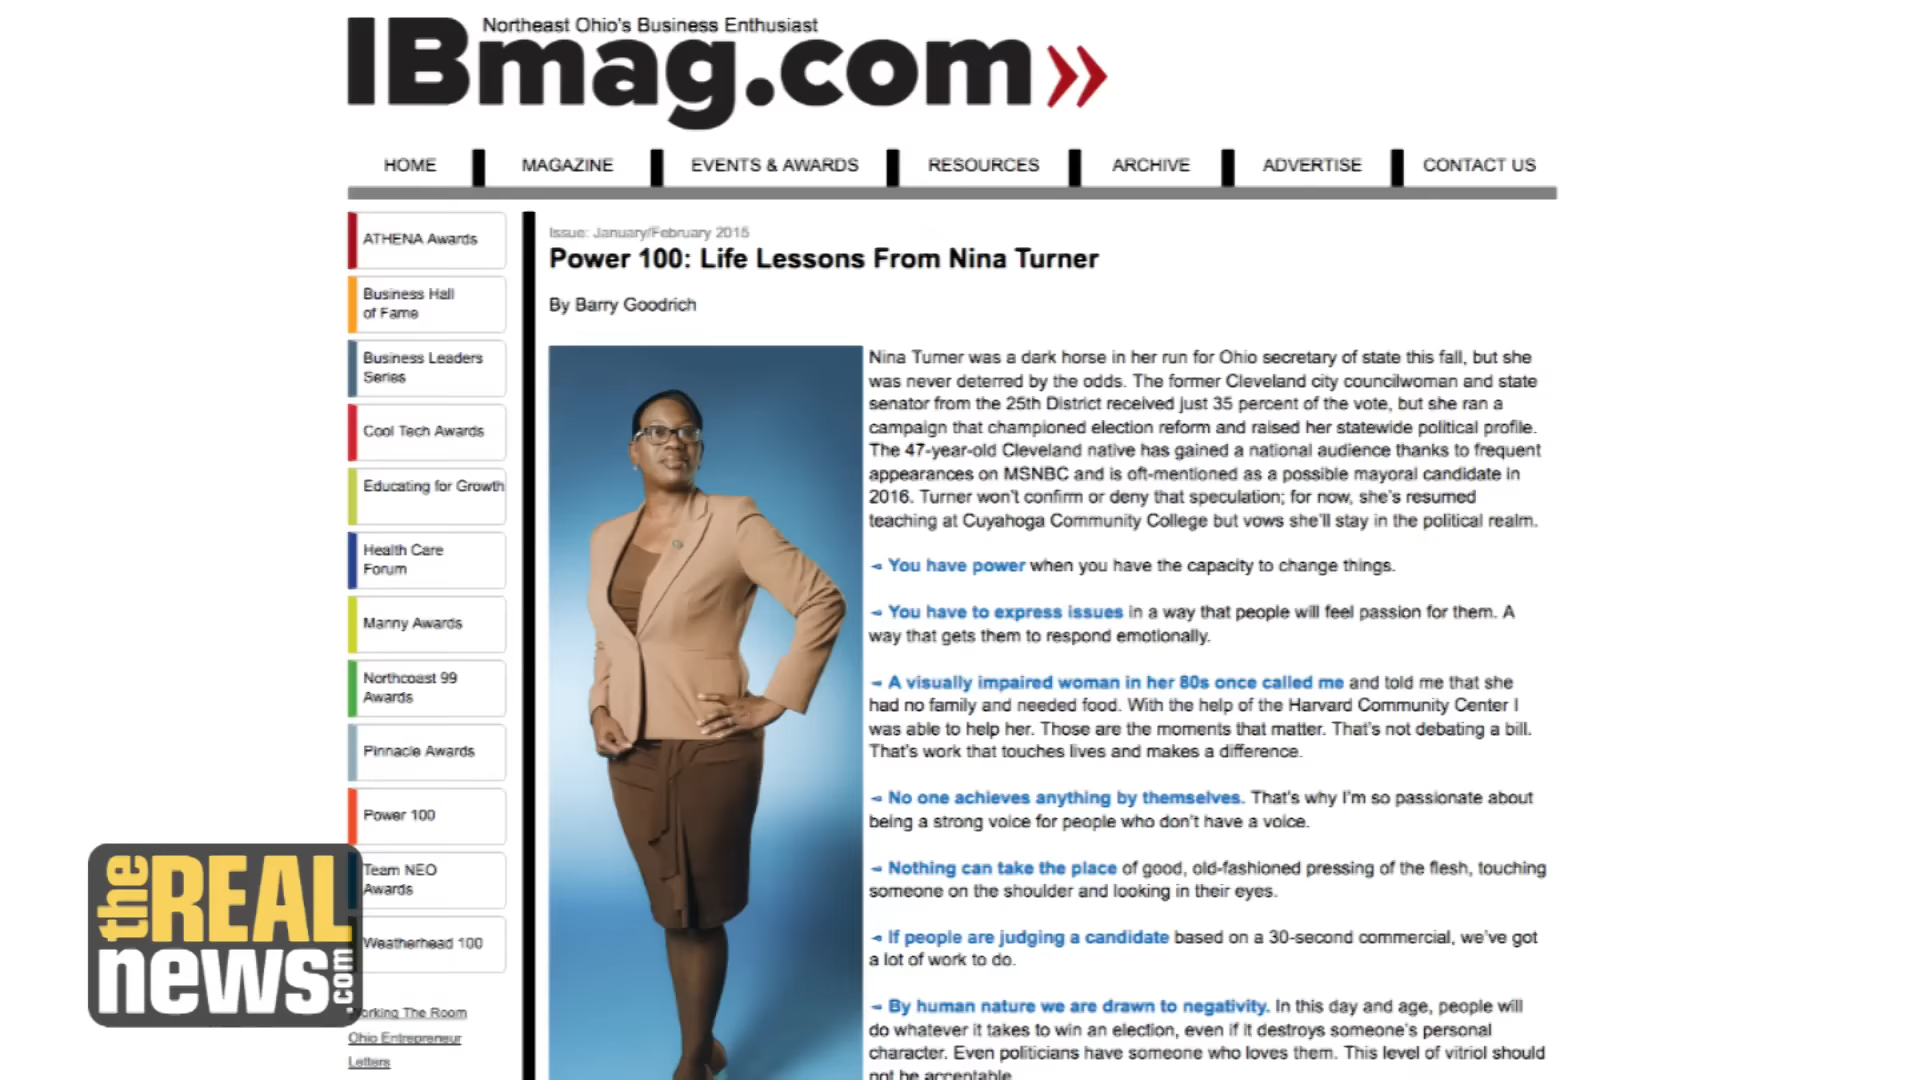 Northeast Ohio's Business Enthusiast
IBmag.com»
HOME
MAGAZINE
EVENTS & AWARDS
RESOURCES
ARCHIVE
ADVERTISE
CONTACT US
ATHENA Awards
Business Hall
of Fame
Business Leaders
Series
Cool Tech Awards
Educating for Growth
Health Care
Forum
Manny Awards
Northcoast 99
Awards
Pinnacle Awards
Power 100
Team NEO
Awards
Weatherhead 100
orking The Room
Ohio Entrepreneur
Letters
Issue: January/February 2015
Power 100: Life Lessons From Nina Turner
By Barry Goodrich
Nina Turner was a dark horse in her run for Ohio secretary of state this fall, but she
was never deterred by the odds. The former Cleveland city councilwoman and state
senator from the 25th District received just 35 percent of the vote, but she ran a
campaign that championed election reform and raised her statewide political profile.
The 47-year-old Cleveland native has gained a national audience thanks to frequent
appearances on MSNBC and is oft-mentioned as a possible mayoral candidate in
2016. Turner won't confirm or deny that speculation; for now, she's resumed
teaching at Cuyahoga Community College but vows she'll stay in the political realm.
You have power when you have the capacity to change things.
You have to express issues in a way that people will feel passion for them. A
way that gets them to respond emotionally.
A visually impaired woman in her 80s once called me and told me that she
had no family and needed food. With the help of the Harvard Community Center I
was able to help her. Those are the moments that matter. That's not debating a bill.
That's work that touches lives and makes a difference.
No one achieves anything by themselves. That's why I'm so passionate about
being a strong voice for people who don't have a voice.
Nothing can take the place of good, old-fashioned pressing of the flesh, touching
someone on the shoulder and looking in their eyes.
If people are judging a candidate based on a 30-second commercial, we've got
a lot of work to do.
By human nature we are drawn to negativity. In this day and age, people will
do whatever it takes to win an election, even if it destroys someone's personal
character. Even politicians have someone who loves them. This level of vitriol should
not be acceptable
the REAL
news.com